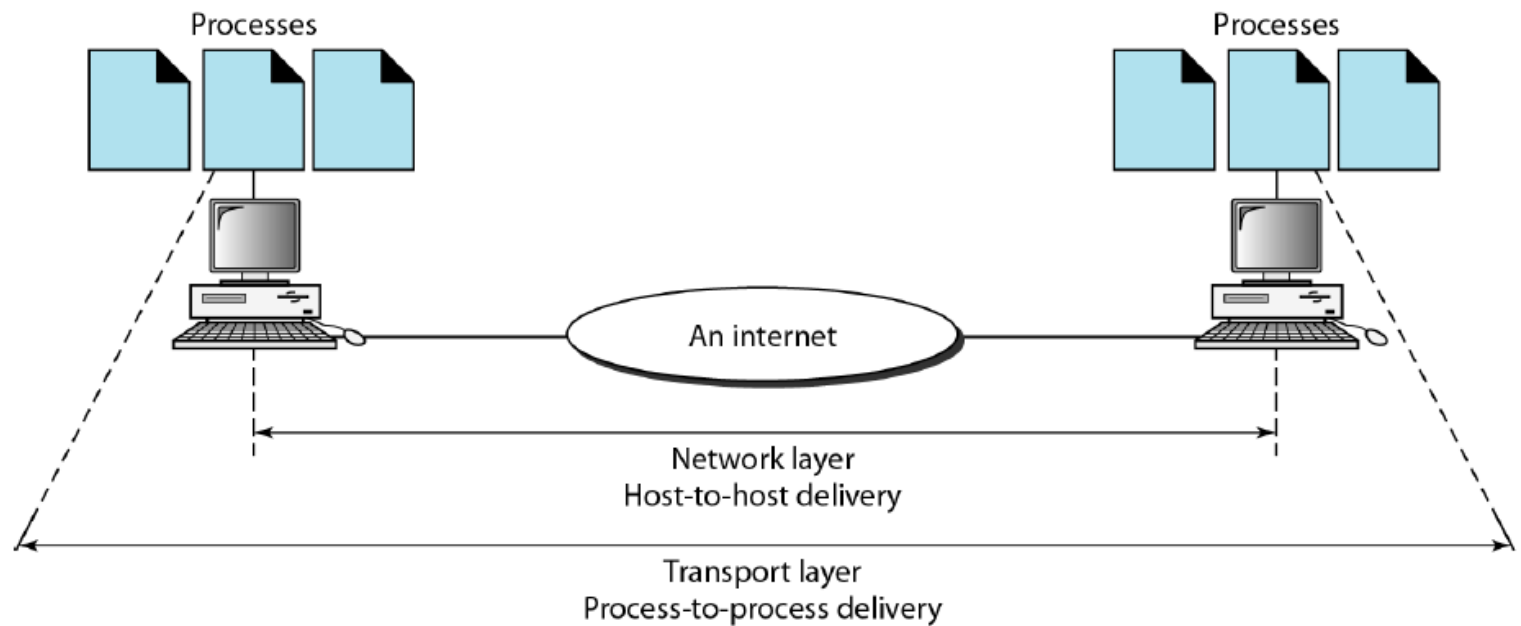 Processes
Processes
An internet
Network layer
Host-to-host delivery
Transport layer
Process-to-process delivery